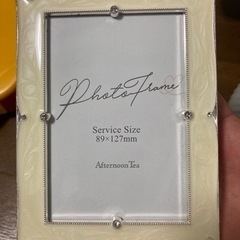 Photo Frame
Service Size
89×127mm
Afternoon Tea